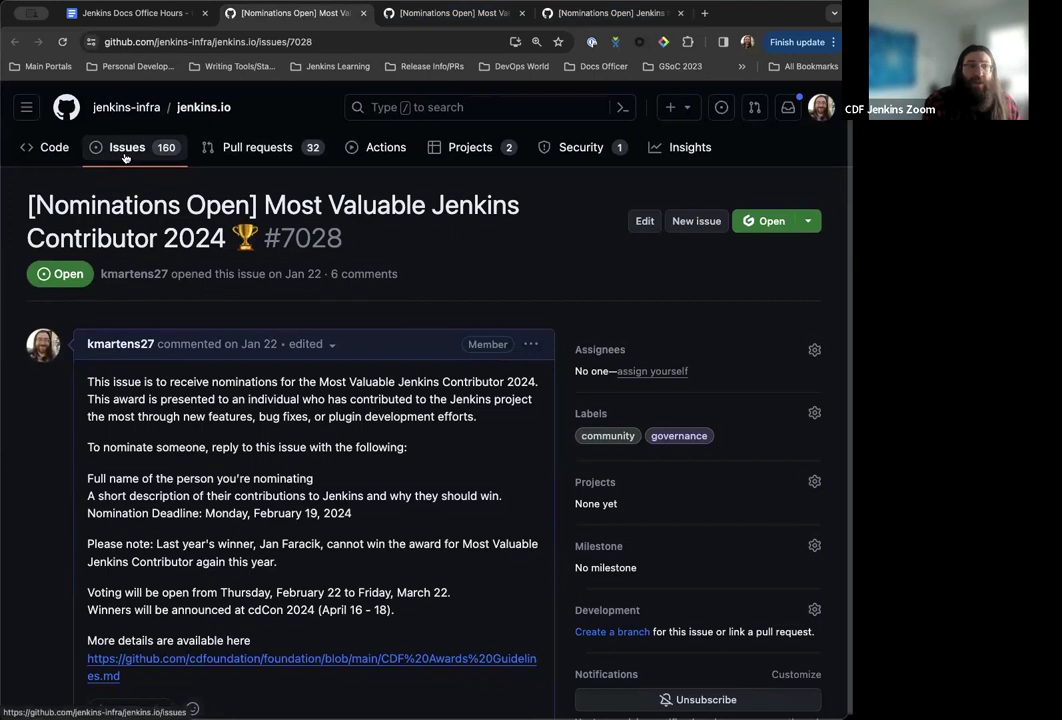 Jenkins Docs Office Hours -
[Nominations Open] Most Val
[Nominations Open] Most Va
[Nominations Open] Jenkins
github.com/jenkins-infra/jenkins.io/issues/7028
Finish update
Main Portals
Personal Develop...
Writing Tools/Sta...
Jenkins Learning
Release Info/PRs
DevOps World
Docs Officer
GSoC 2023
»
All Bookmarks
jenkins-infra / jenkins.io
Type / to search
CDF Jenkins Zoom
Code
Issues 160
Pull requests 32
Actions
Projects 2
Security 1
Insights
[Nominations Open] Most Valuable Jenkins
Contributor 2024 🏆 #7028
Edit
New issue
Open
Open
kmartens27 opened this issue on Jan 22 · 6 comments
kmartens27 commented on Jan 22 • edited
Member
This issue is to receive nominations for the Most Valuable Jenkins Contributor 2024.
This award is presented to an individual who has contributed to the Jenkins project
the most through new features, bug fixes, or plugin development efforts.
To nominate someone, reply to this issue with the following:
Full name of the person you're nominating
A short description of their contributions to Jenkins and why they should win.
Nomination Deadline: Monday, February 19, 2024
Please note: Last year's winner, Jan Faracik, cannot win the award for Most Valuable
Jenkins Contributor again this year.
Voting will be open from Thursday, February 22 to Friday, March 22.
Winners will be announced at cdCon 2024 (April 16 - 18).
More details are available here
https://github.com/cdfoundation/foundation/blob/main/CDF%20Awards%20Guidelin
es.md
Assignees
No one—assign yourself
Labels
community governance
Projects
None yet
Milestone
No milestone
Development
Create a branch for this issue or link a pull request.
Notifications
Customize
Unsubscribe
https://github.com/jenkins-infra/jenkins.io/issues